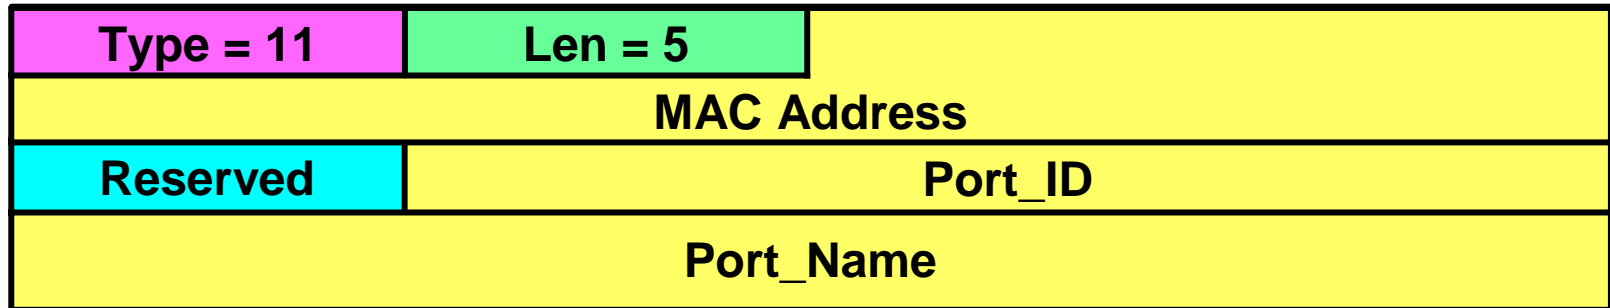 Type = 11 Len = 5
MAC Address
Reserved Port_ID
Port_Name